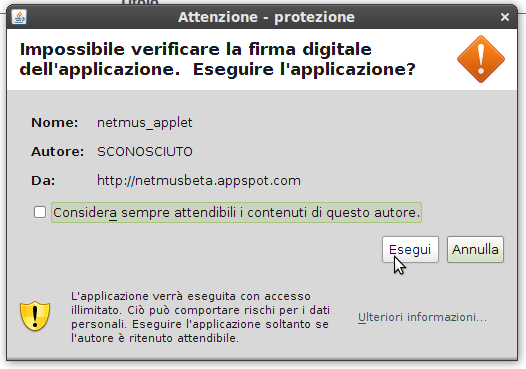 Titolo
Attenzione - protezione
Impossibile verificare la firma digitale
dell'applicazione. Eseguire l'applicazione?
Nome: netmus_applet
Autore: SCONOSCIUTO
Da: http://netmusbeta.appspot.com
Considera sempre attendibili i contenuti di questo autore.
Esegui Annulla
L'applicazione verrà eseguita con accesso
illimitato. Ciò può comportare rischi per i dati
personali. Eseguire l'applicazione soltanto se
l'autore è ritenuto attendibile.
Ulteriori informazioni...